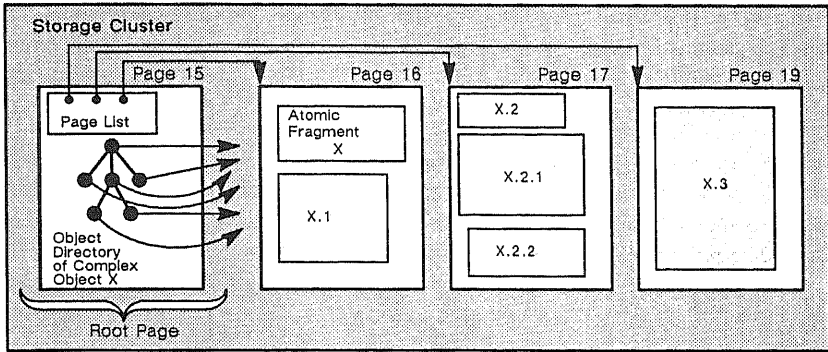 Storage Cluster
Page 15
Page 16
Page 17
Page 19
Page List
Atomic
Fragment
X
X.1
X.2
X.2.1
X.2.2
X.3
Object
Directory
of Complex
Object X
Root Page